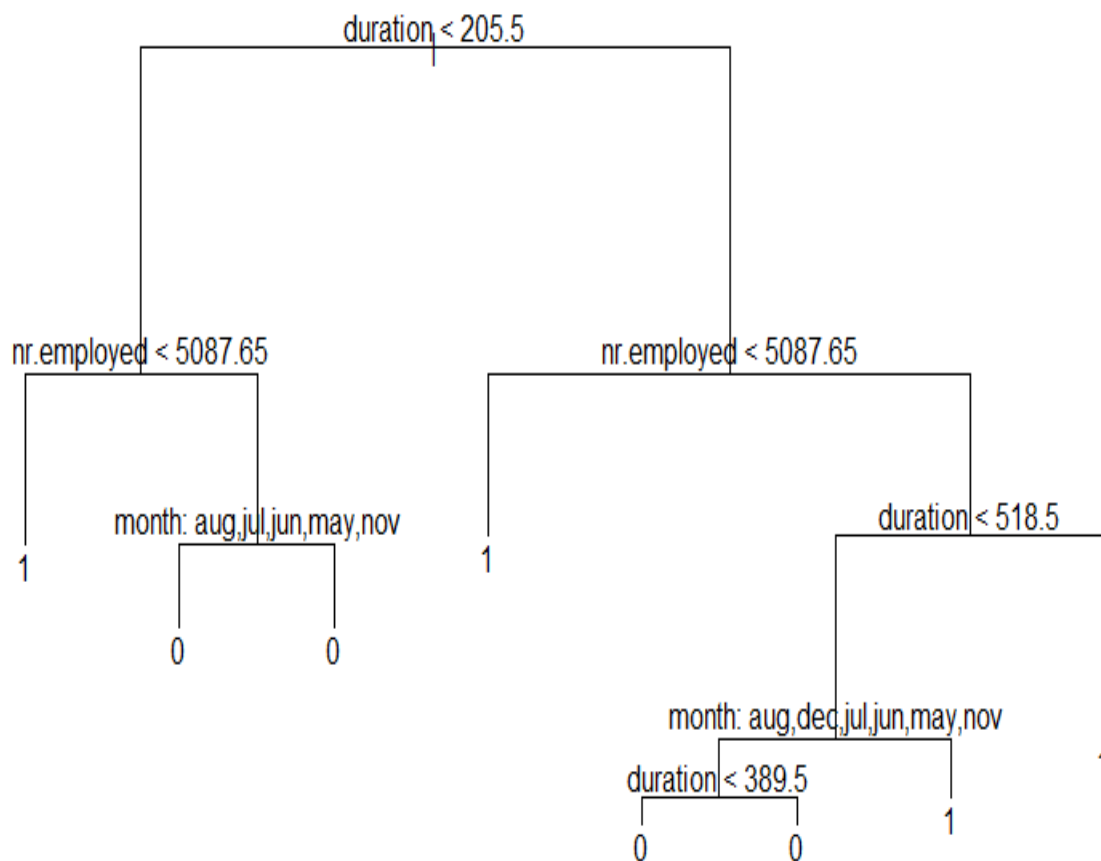 duration < 205.5
nr.employed < 5087.65
nr.employed < 5087.65
month: aug,jul,jun,may,nov
duration < 518.5
1
1
0
0
month: aug,dec,jul,jun,may,nov
duration < 389.5
1
0
0